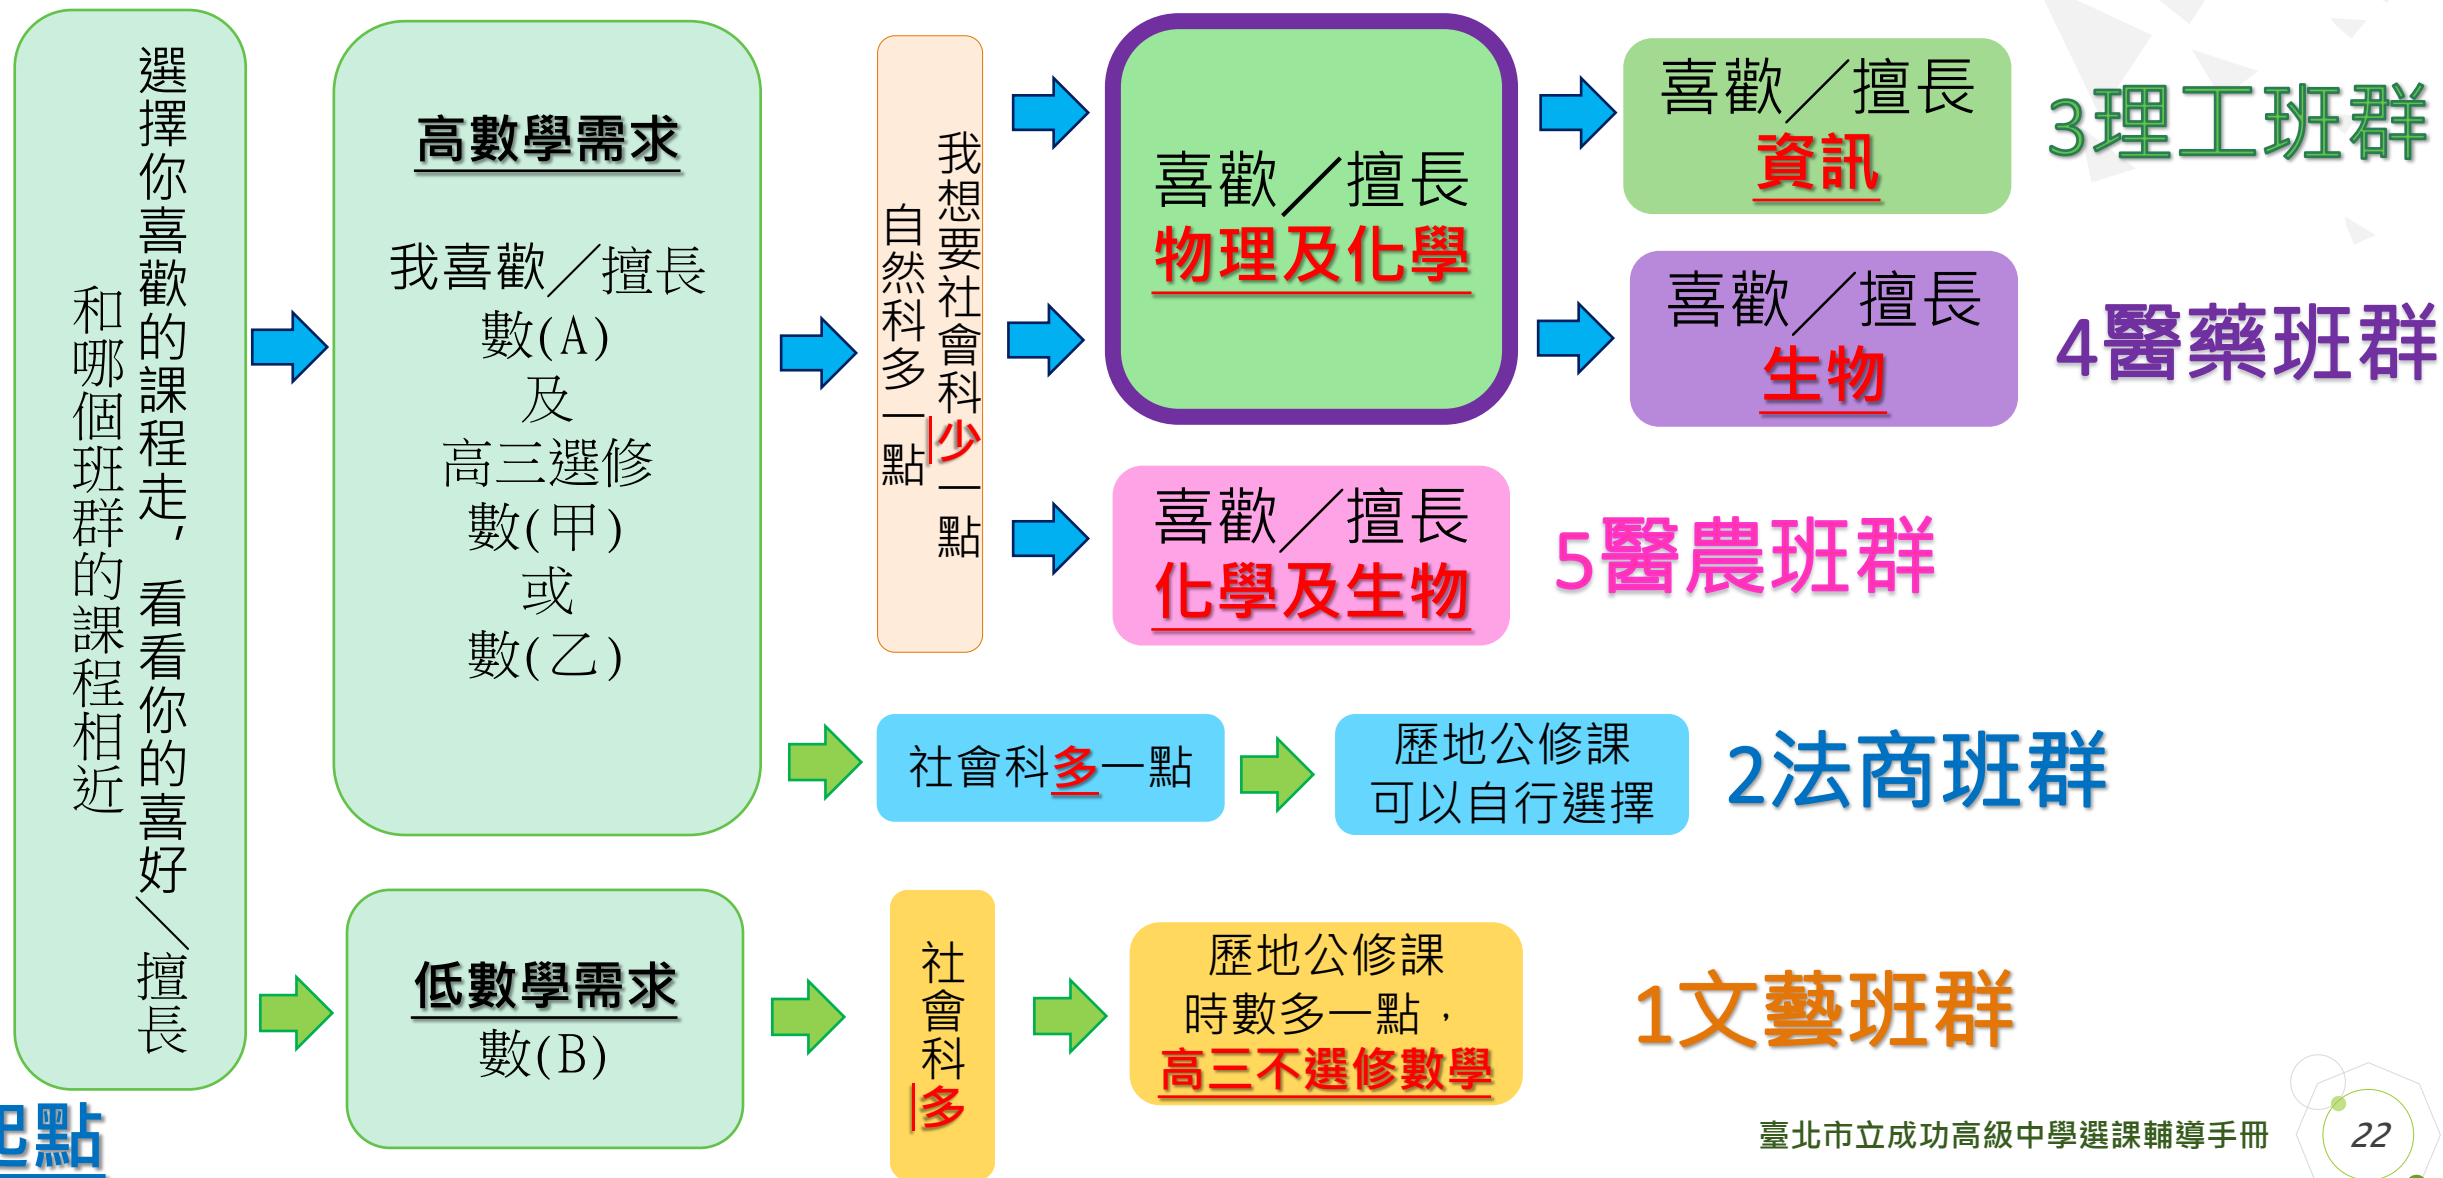 選擇你喜歡的課程走，看看你的喜好／擅長
和哪個班群的課程相近
起點
高數學需求
我喜歡／擅長
數(A)
及
高三選修
數(甲)
或
數(乙)
我想要社會科少一點
自然科多一點
喜歡／擅長
物理及化學
喜歡／擅長
資訊
3理工班群
喜歡／擅長
生物
4醫藥班群
喜歡／擅長
化學及生物
5醫農班群
社會科多一點
歷地公修課
可以自行選擇
2法商班群
低數學需求
數(B)
社會科多
歷地公修課
時數多一點，
高三不選修數學
1文藝班群
臺北市立成功高級中學選課輔導手冊
22